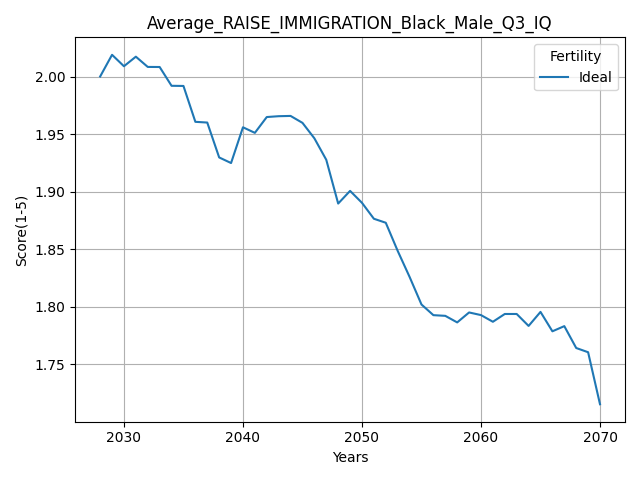 Average_RAISE_IMMIGRATION_Black_Male_Q3_IQ
Fertility
Ideal
Score(1-5)
2.00
1.95
1.90
1.85
1.80
1.75
2030 2040 2050 2060 2070
Years